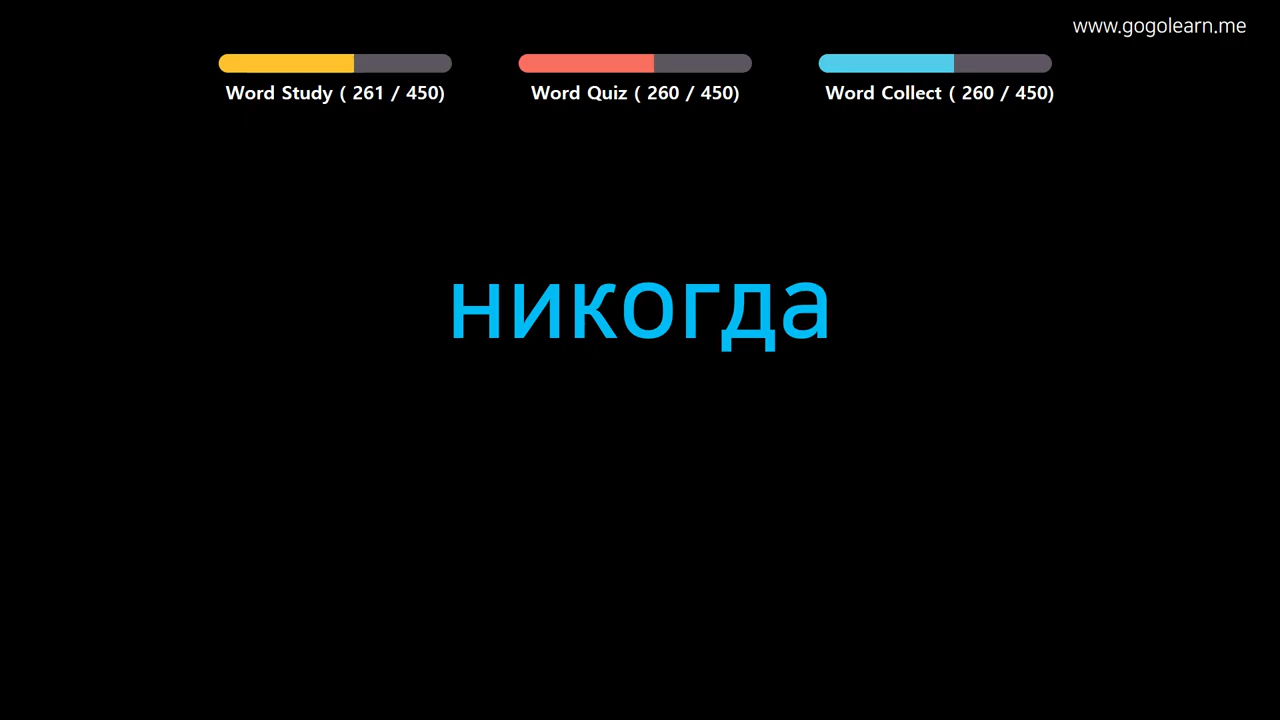 www.gogolearn.me
Word Study ( 261 / 450)
Word Quiz ( 260 / 450)
Word Collect ( 260 / 450)
никогда